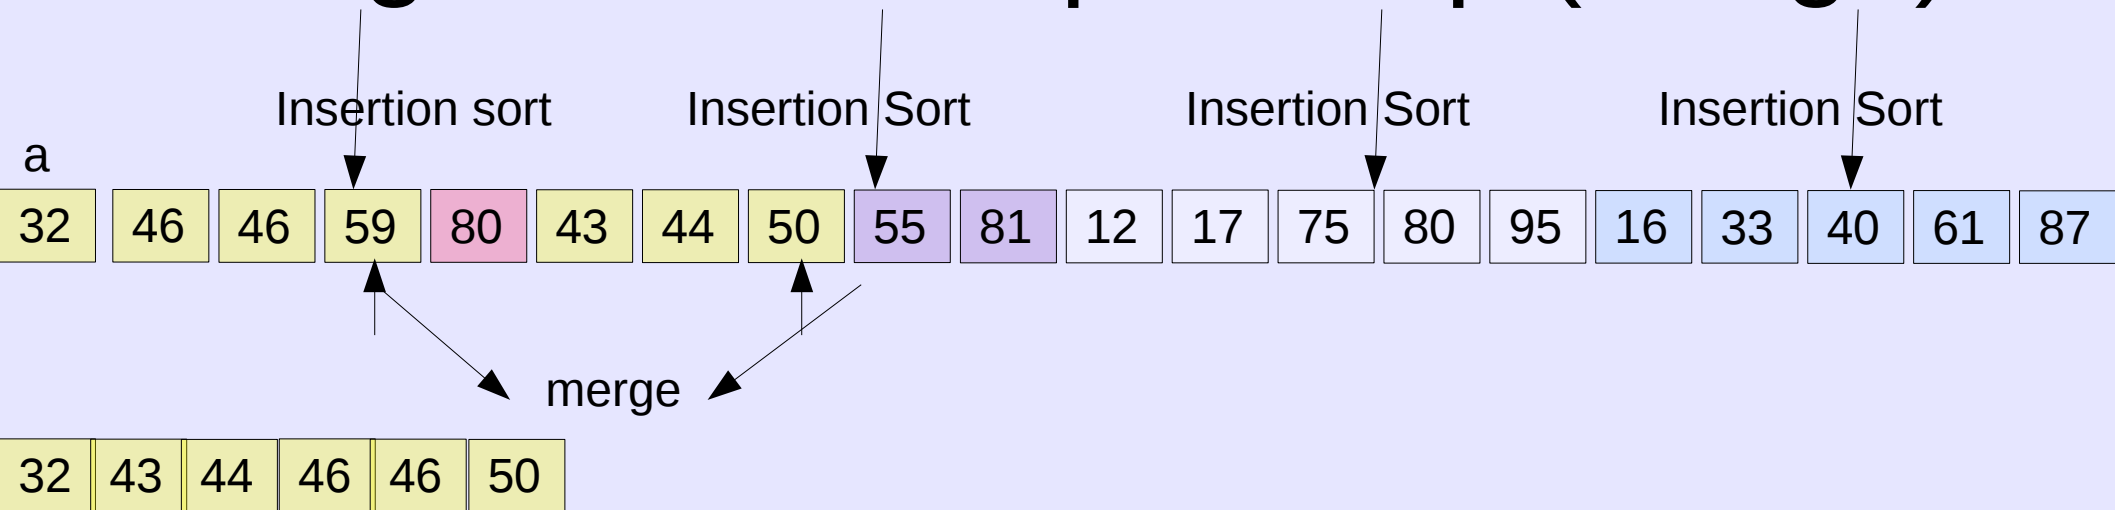 Insertion sort Insertion Sort Insertion Sort Insertion Sort
a
32 46 46 59 80 43 44 50 55 81 12 17 75 80 95 16 33 40 61 87
merge
32 43 44 46 46 50